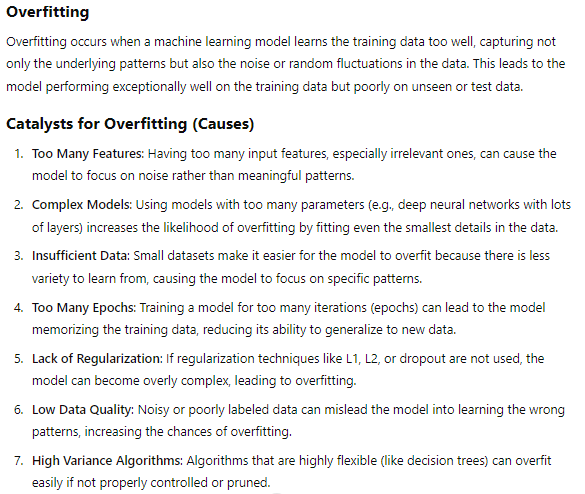 Overfitting
Overfitting occurs when a machine learning model learns the training data too well, capturing not
only the underlying patterns but also the noise or random fluctuations in the data. This leads to the
model performing exceptionally well on the training data but poorly on unseen or test data.
Catalysts for Overfitting (Causes)
1. Too Many Features: Having too many input features, especially irrelevant ones, can cause the
model to focus on noise rather than meaningful patterns.
2. Complex Models: Using models with too many parameters (e.g., deep neural networks with lots
of layers) increases the likelihood of overfitting by fitting even the smallest details in the data.
3. Insufficient Data: Small datasets make it easier for the model to overfit because there is less
variety to learn from, causing the model to focus on specific patterns.
4. Too Many Epochs: Training a model for too many iterations (epochs) can lead to the model
memorizing the training data, reducing its ability to generalize to new data.
5. Lack of Regularization: If regularization techniques like L1, L2, or dropout are not used, the
model can become overly complex, leading to overfitting.
6. Low Data Quality: Noisy or poorly labeled data can mislead the model into learning the wrong
patterns, increasing the chances of overfitting.
7. High Variance Algorithms: Algorithms that are highly flexible (like decision trees) can overfit
easily if not properly controlled or pruned.